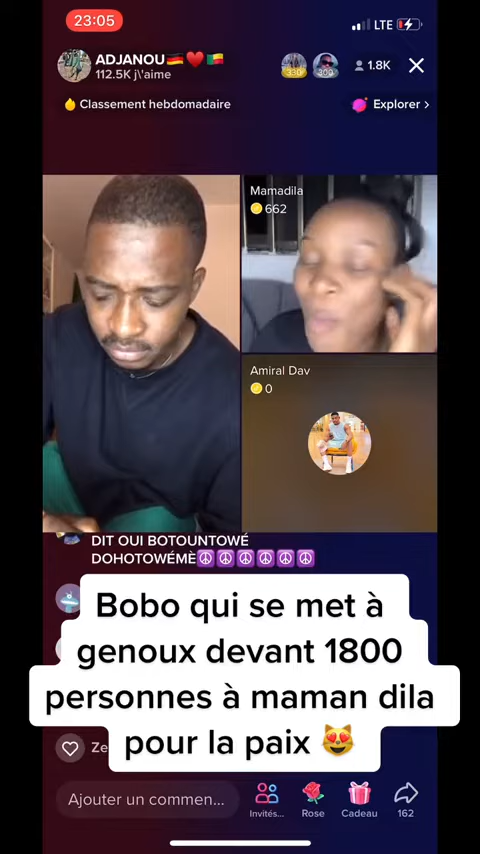 23:05
LTE
ADJANOU🇩🇪❤️🇧🇯
112.5K j\'aime
330
300
1.8K
Classement hebdomadaire
Explorer >
Mamadila
662
Amiral Dav
0
DIT OUI BOTOUNTOWÉ
DOHOTOWÉMÈ☮️☮️☮️☮️☮️☮️
Bobo qui se met à
genoux devant 1800
personnes à maman dila
pour la paix 😻
Ze
Ajouter un commen...
Invités...
Rose
Cadeau
162